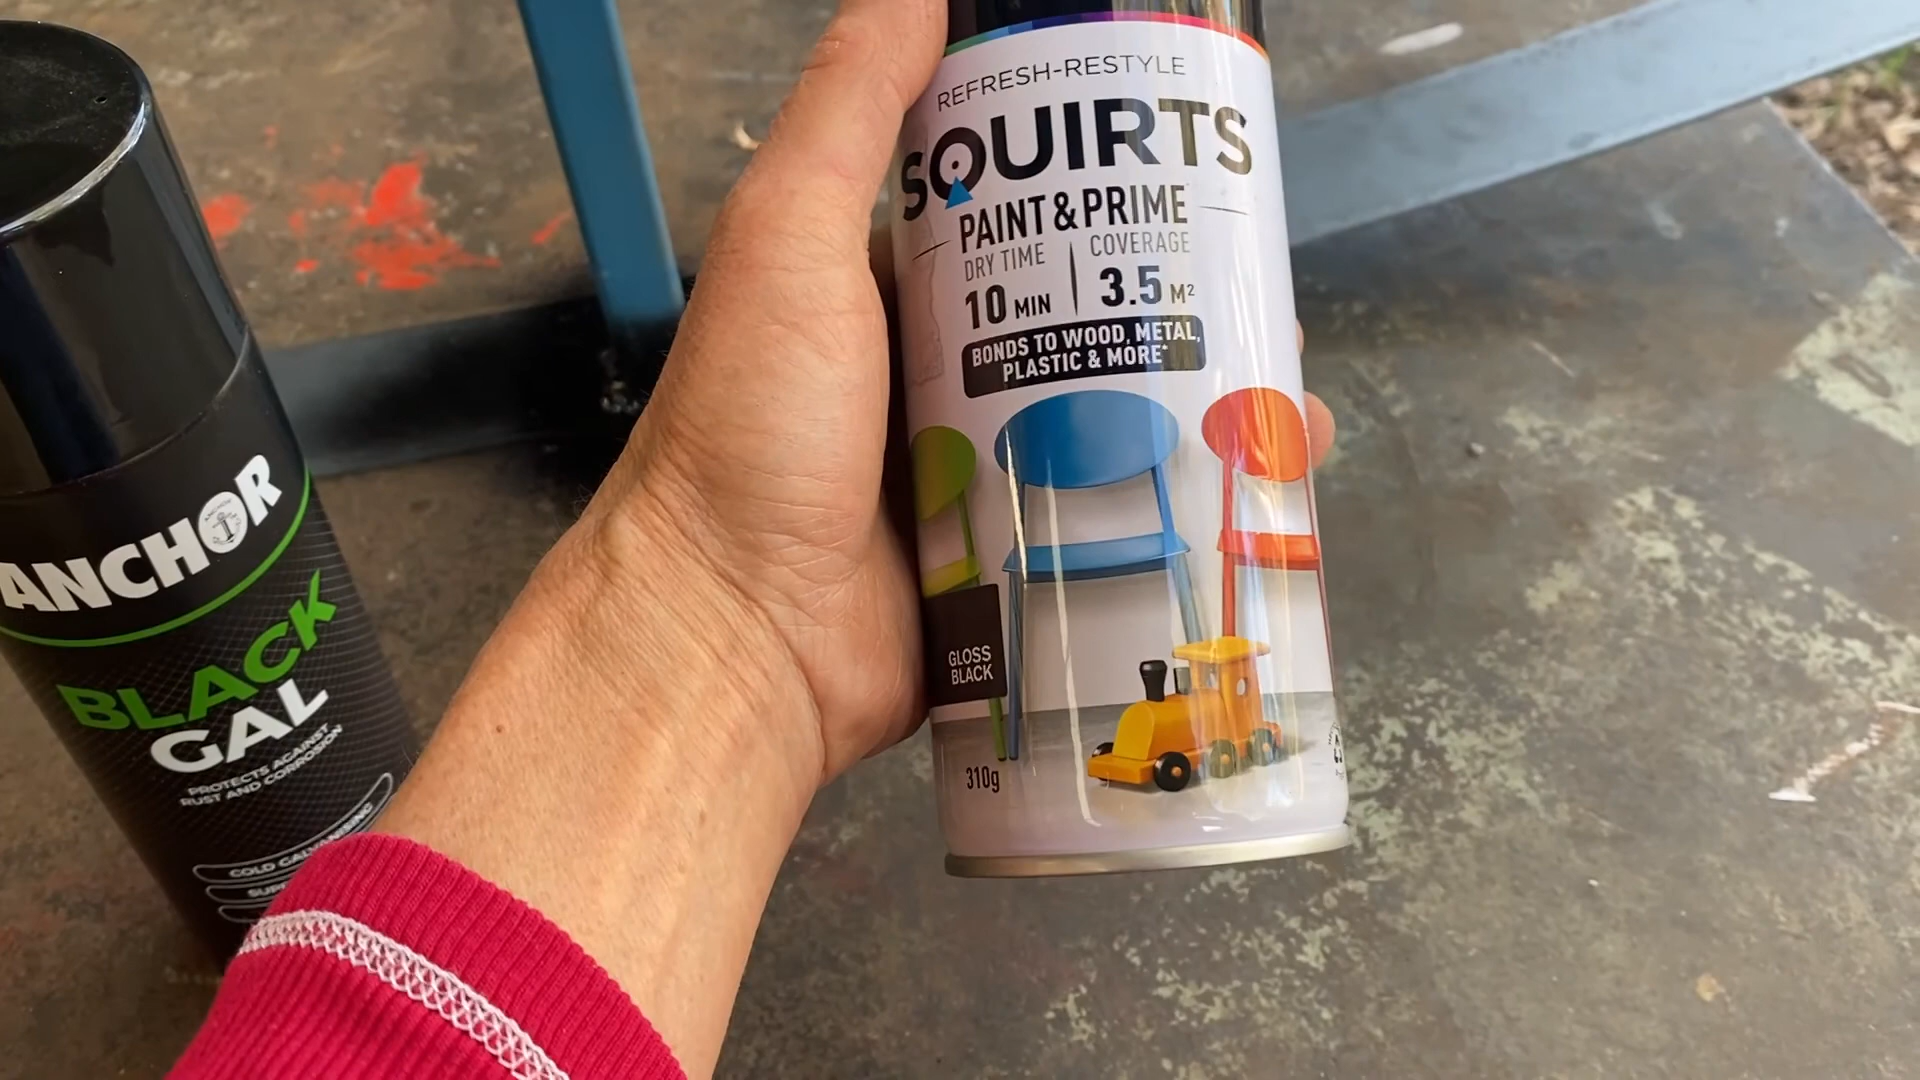 ANCHOR
BLACK
GAL
PROTECTS AGAINST
RUST AND CORROSION
COLD GALVANISING
REFRESH-RESTYLE
SQUIRTS
PAINT & PRIME
DRY TIME
10 MIN
COVERAGE
3.5 M²
BONDS TO WOOD, METAL,
PLASTIC & MORE*
GLOSS
BLACK
310g